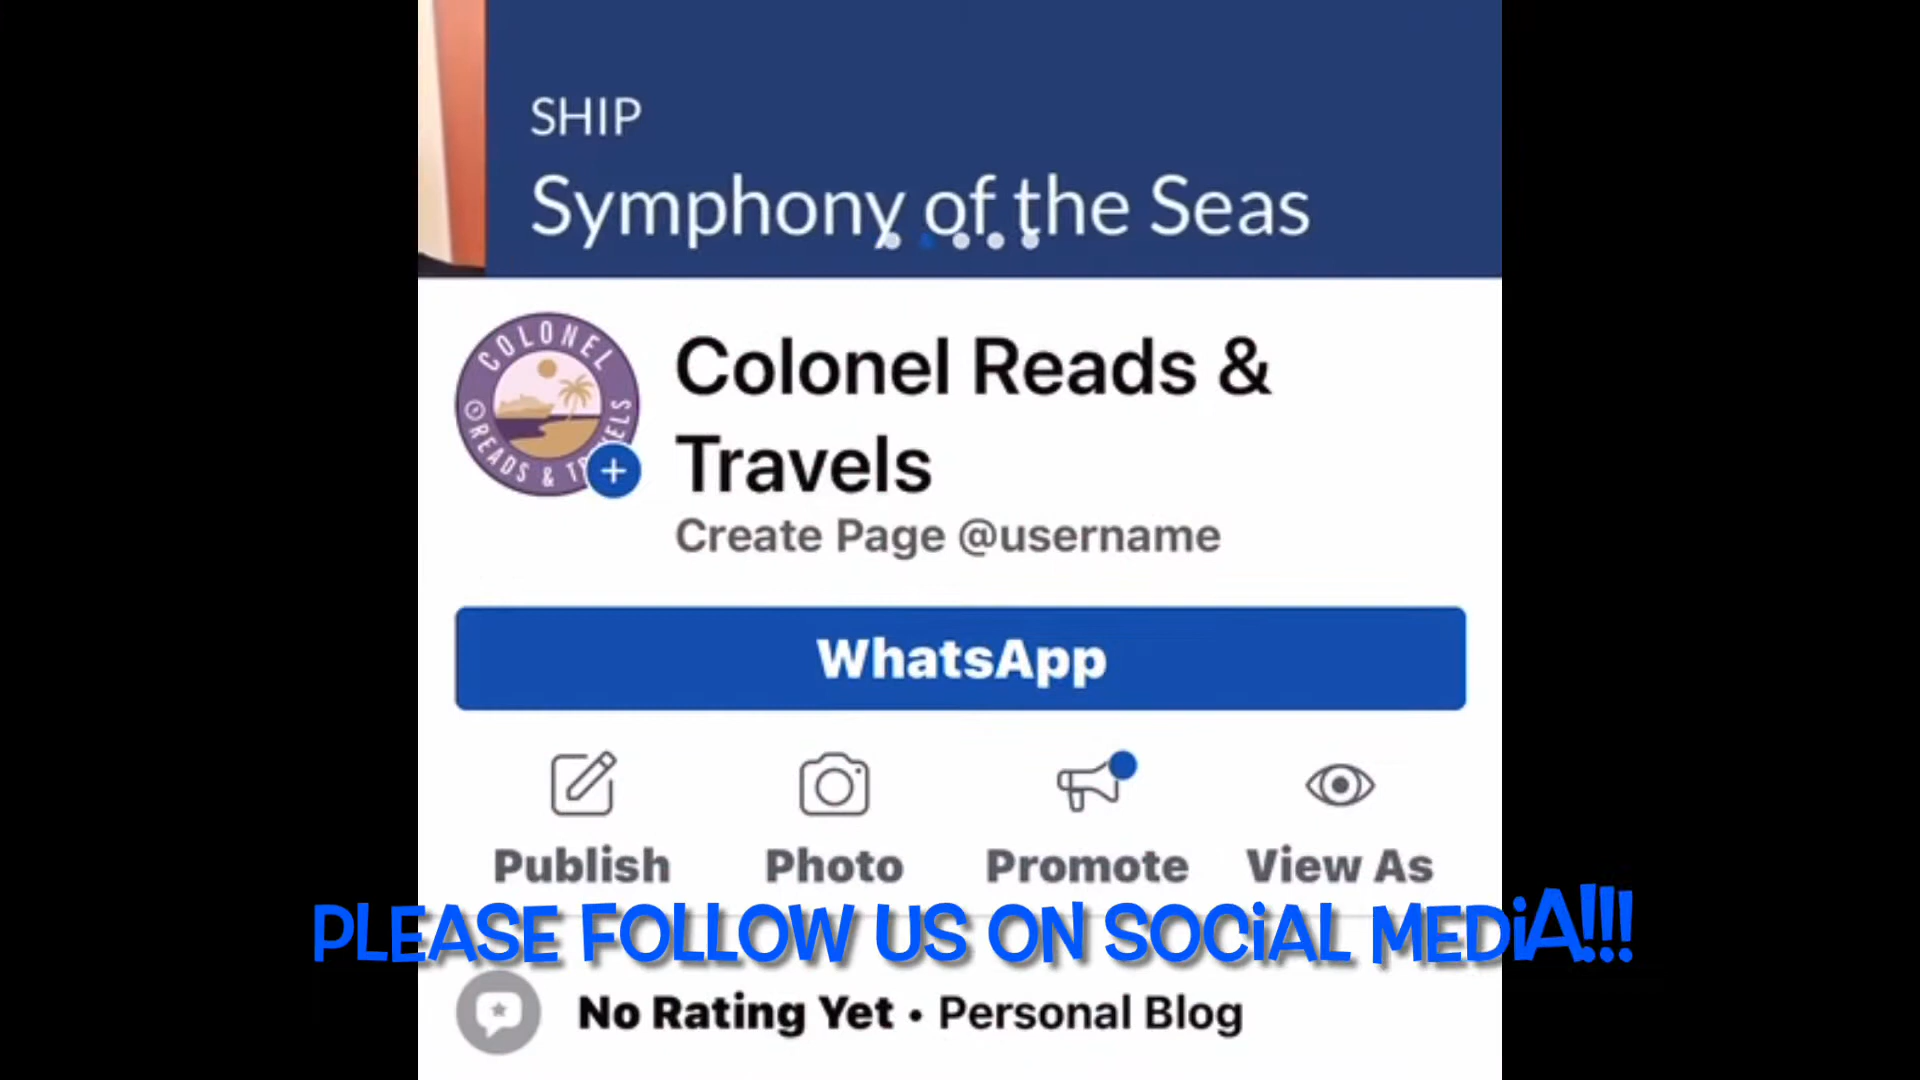 SHIP
Symphony of the Seas
COLONEL
READS & TRAVELS
Colonel Reads &
Travels
Create Page @username
WhatsApp
Publish Photo Promote View As
PLEASE FOLLOW US ON SOCiAL MEDiA!!!
No Rating Yet • Personal Blog